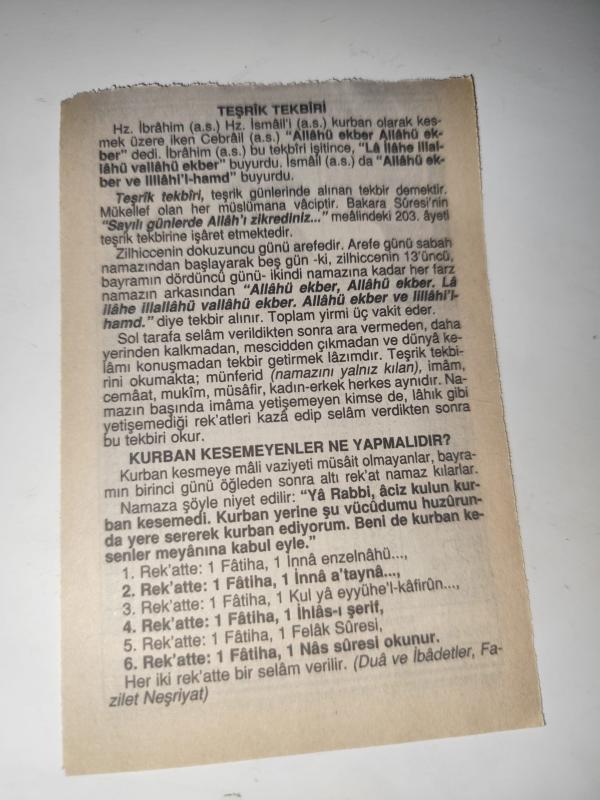 TEŞRÎK TEKBİRİ
Hz. İbrâhim (a.s.) Hz. İsmâil'i (a.s.) kurban olarak kes-
mek üzere iken Cebrâil (a.s.) "Allâhü ekber Allâhü ek-
ber" dedi. İbrâhim (a.s.) bu tekbîri işitince, "Lâ ilâhe illal-
lâhü vallâhü ekber" buyurdu. İsmâil (a.s.) da "Allâhü ek-
ber ve lillâhi'l-hamd" buyurdu.
Teşrîk tekbîri, teşrik günlerinde alınan tekbir demektir.
Mükellef olan her müslümana vâciptir. Bakara Sûresi'nin
"Sayılı günlerde Allâh'ı zikrediniz..." meâlindeki 203. âyeti
teşrik tekbirine işâret etmektedir.
Zilhiccenin dokuzuncu günü arefedir. Arefe günü sabah
namazından başlayarak beş gün -ki, zilhiccenin 13'üncü,
bayramın dördüncü günü- ikindi namazına kadar her farz
namazın arkasından "Allâhü ekber, Allâhü ekber. Lâ
ilâhe illallâhü vallâhü ekber. Allâhü ekber ve lillâhi'l-
hamd." diye tekbir alınır. Toplam yirmi üç vakit eder.
Sol tarafa selâm verildikten sonra ara vermeden, daha
yerinden kalkmadan, mescidden çıkmadan ve dünyâ ke-
lâmı konuşmadan tekbir getirmek lâzımdır. Teşrik tekbi-
rini okumakta; münferid (namazını yalnız kılan), imâm,
cemâat, mukîm, müsâfir, kadın-erkek herkes aynıdır. Na-
mazın başında imâma yetişemeyen kimse de, lâhık gibi
yetişemediği rek'atleri kazâ edip selâm verdikten sonra
bu tekbîri okur.
KURBAN KESEMEYENLER NE YAPMALIDIR?
Kurban kesmeye mâli vaziyeti müsâit olmayanlar, bayra-
mın birinci günü öğleden sonra altı rek'at namaz kılarlar.
Namaza şöyle niyet edilir: "Yâ Rabbi, âciz kulun kur-
ban kesemedi. Kurban yerine şu vücûdumu huzûrun-
da yere sererek kurban ediyorum. Beni de kurban ke-
senler meyânına kabul eyle."
1. Rek'atte: 1 Fâtiha, 1 İnnâ enzelnâhü...,
2. Rek'atte: 1 Fâtiha, 1 İnnâ a'taynâ...,
3. Rek'atte: 1 Fâtiha, 1 Kul yâ eyyühe'l-kâfirûn...,
4. Rek'atte: 1 Fâtiha, 1 İhlâs-ı şerif,
5. Rek'atte: 1 Fâtiha, 1 Felâk Sûresi,
6. Rek'atte: 1 Fâtiha, 1 Nâs sûresi okunur.
Her iki rek'atte bir selâm verilir. (Duâ ve İbâdetler, Fa-
zilet Neşriyat)